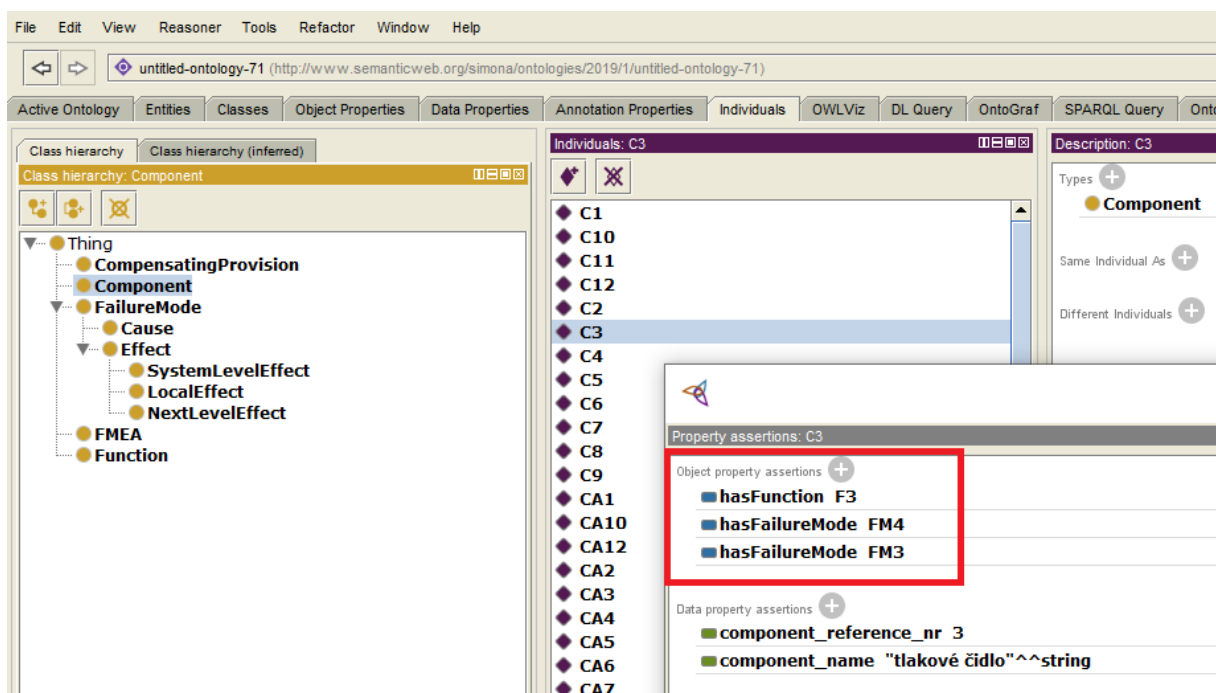 File Edit View Reasoner Tools Refactor Window Help
untitled-ontology-71 (http://www.semanticweb.org/simona/ontologies/2019/1/untitled-ontology-71)
Active Ontology Entities Classes Object Properties Data Properties Annotation Properties Individuals OWLViz DL Query OntoGraf SPARQL Query Onto
Class hierarchy Class hierarchy (inferred)
Class hierarchy: Component
Thing
CompensatingProvision
Component
FailureMode
Cause
Effect
SystemLevelEffect
LocalEffect
NextLevelEffect
FMEA
Function
Individuals: C3
C1
C10
C11
C12
C2
C3
C4
C5
C6
C7
C8
C9
CA1
CA10
CA12
CA2
CA3
CA4
CA5
CA6
CA7
Description: C3
Types
Component
Same Individual As
Different Individuals
Property assertions: C3
Object property assertions
hasFunction F3
hasFailureMode FM4
hasFailureMode FM3
Data property assertions
component_reference_nr 3
component_name "tlakové čidlo"^^string